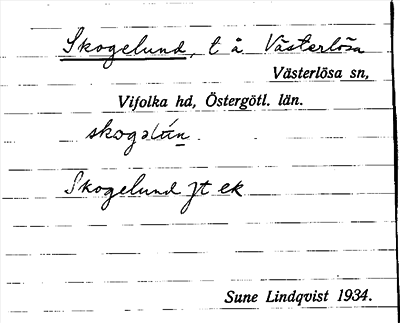 Skogelund, t å Västerlösa
Västerlösa sn,
Vifolka hd, Östergötl. län.
skogəlún.
Skogelund jt ek
Sune Lindqvist 1934.